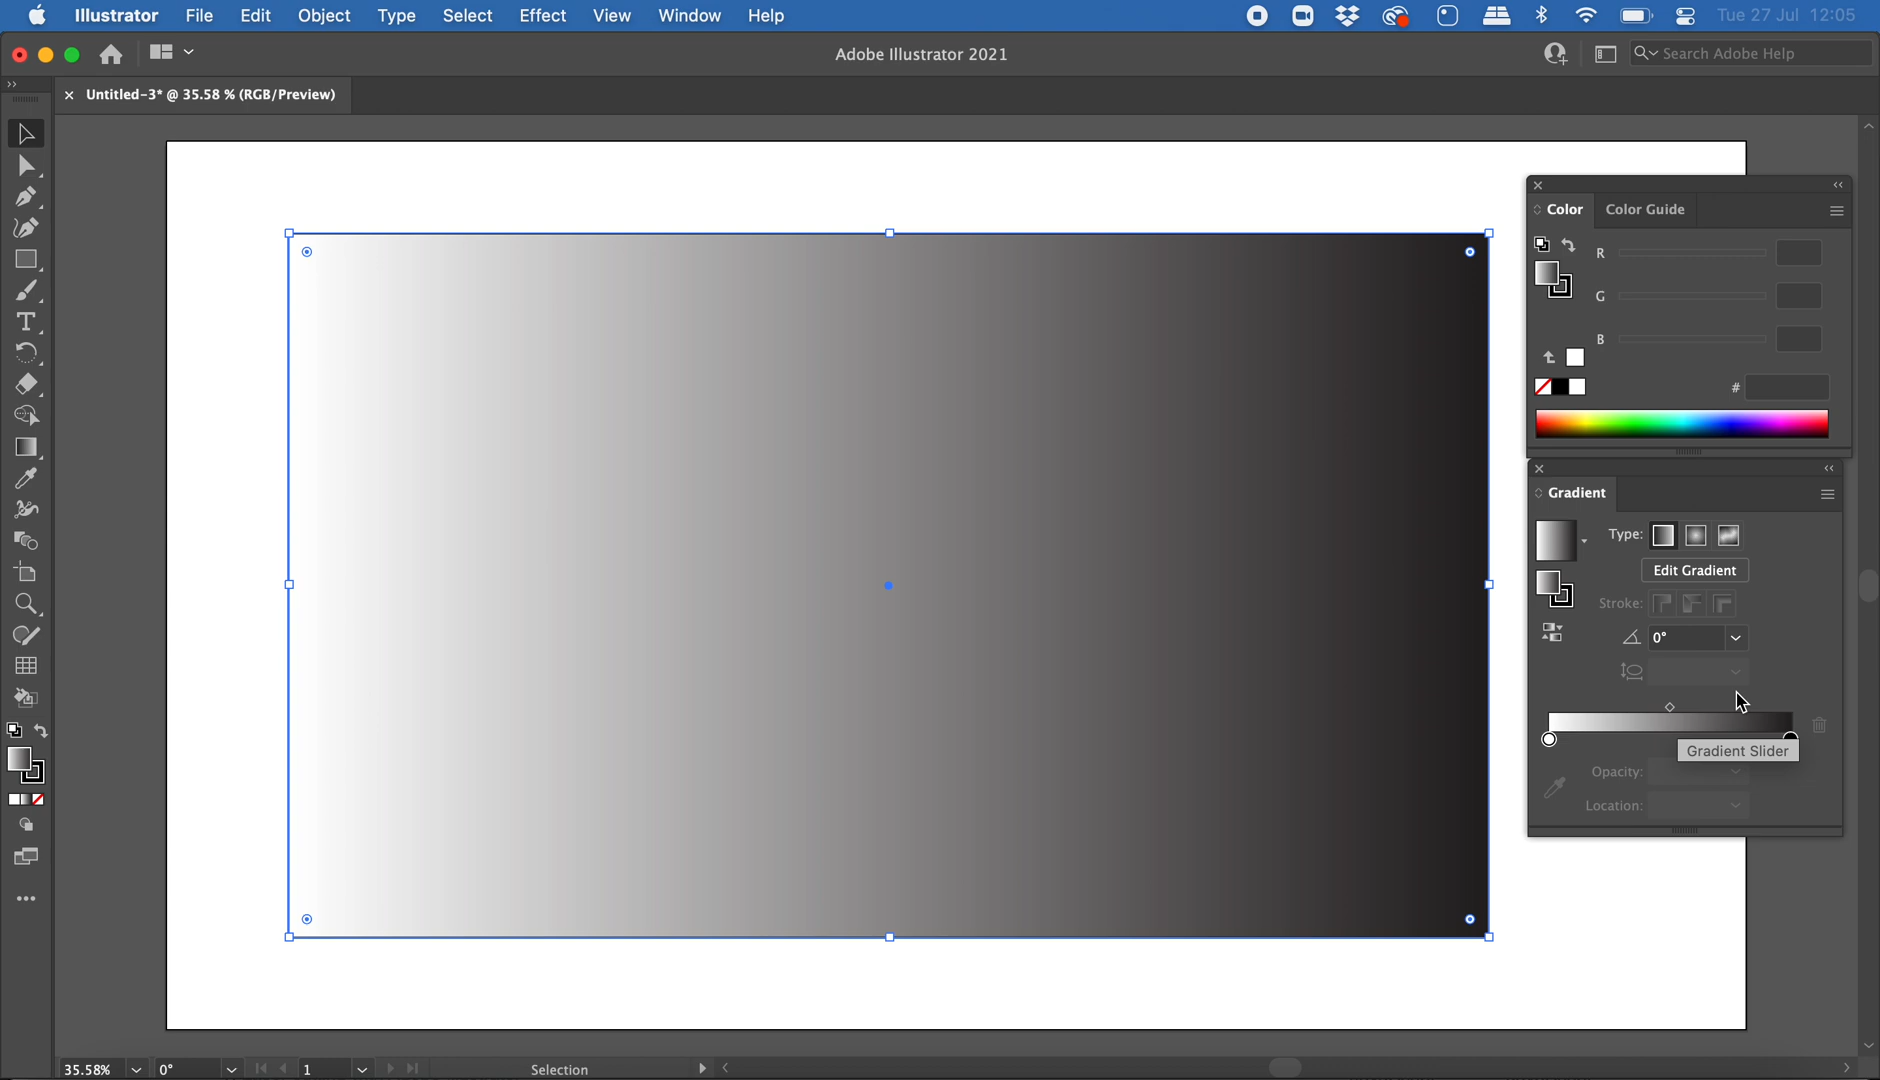 Illustrator File Edit Object Type Select Effect View Window Help Tue 27 Jul 12:05
Adobe Illustrator 2021
Search Adobe Help
Untitled-3* @ 35.58 % (RGB/Preview)
Color Color Guide
R
G
B
#
Gradient
Type:
Edit Gradient
Stroke:
0°
Gradient Slider
Opacity:
Location:
35.58% 0° 1 Selection